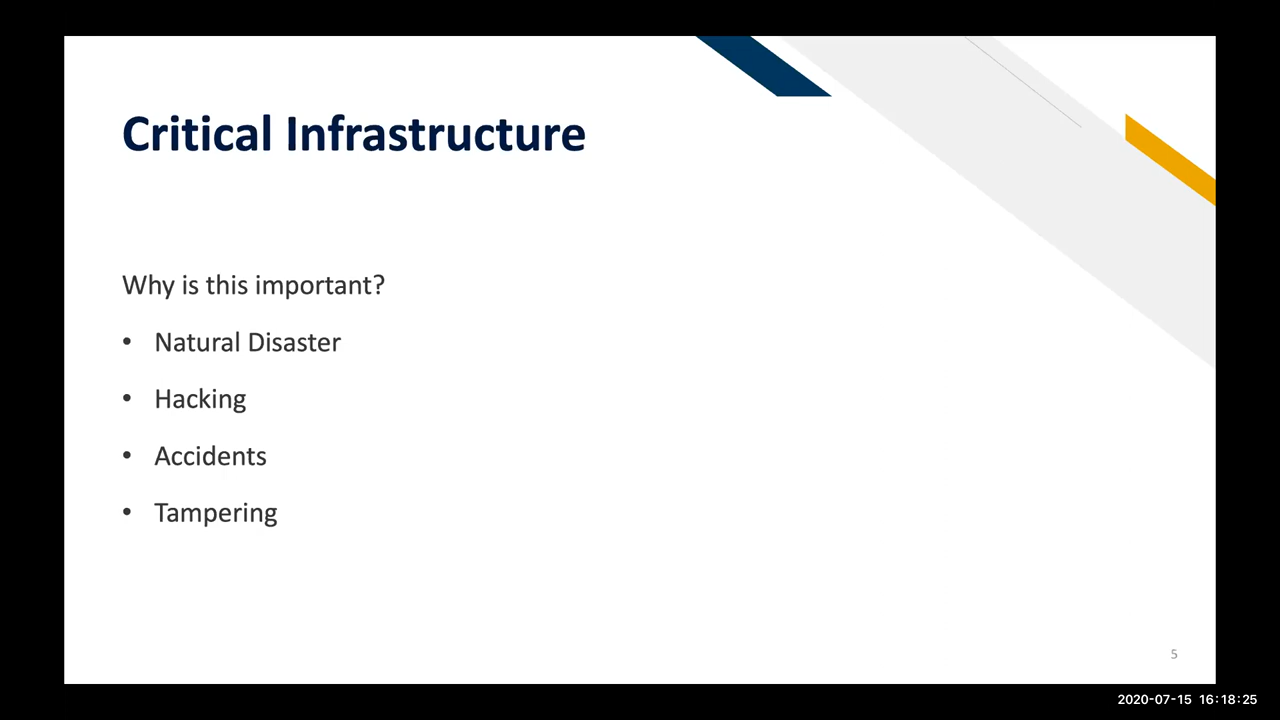 Critical Infrastructure
Why is this important?
• Natural Disaster
• Hacking
• Accidents
• Tampering
5
2020-07-15 16:18:25